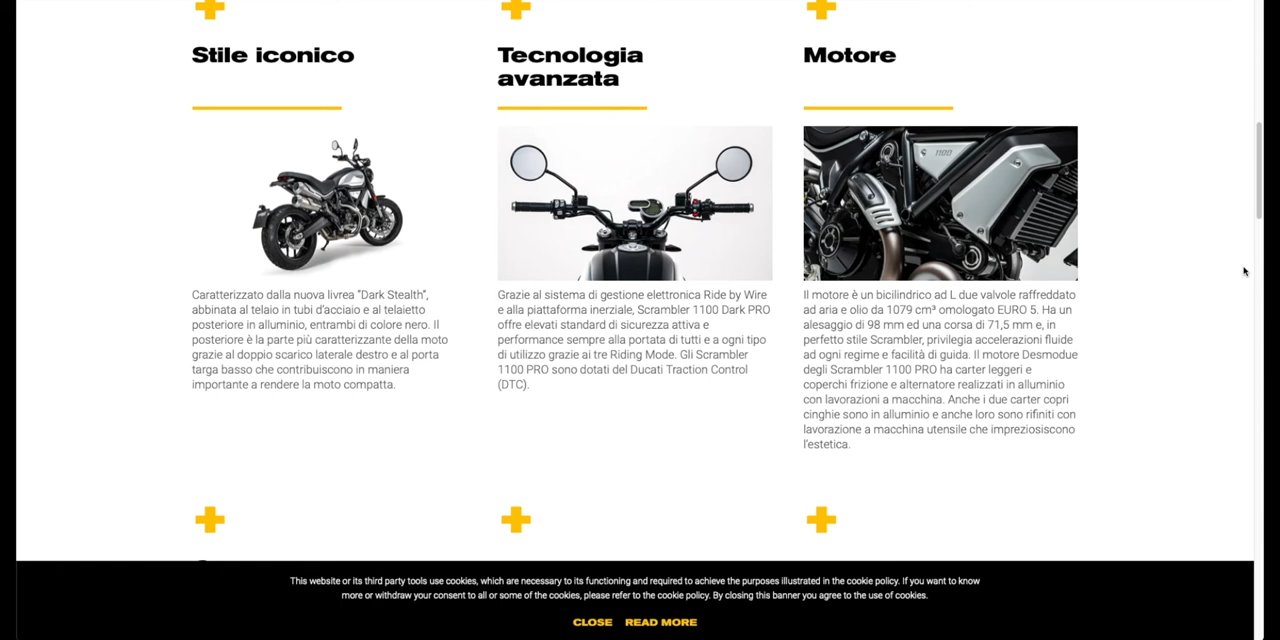 Stile iconico
Caratterizzato dalla nuova livrea “Dark Stealth”,
abbinata al telaio in tubi d’acciaio e al telaietto
posteriore in alluminio, entrambi di colore nero. Il
posteriore è la parte più caratterizzante della moto
grazie al doppio scarico laterale destro e al porta
targa basso che contribuiscono in maniera
importante a rendere la moto compatta.
Tecnologia
avanzata
Grazie al sistema di gestione elettronica Ride by Wire
e alla piattaforma inerziale, Scrambler 1100 Dark PRO
offre elevati standard di sicurezza attiva e
performance sempre alla portata di tutti e a ogni tipo
di utilizzo grazie ai tre Riding Mode. Gli Scrambler
1100 PRO sono dotati del Ducati Traction Control
(DTC).
Motore
1100
Il motore è un bicilindrico ad L due valvole raffreddato
ad aria e olio da 1079 cm³ omologato EURO 5. Ha un
alesaggio di 98 mm ed una corsa di 71,5 mm e, in
perfetto stile Scrambler, privilegia accelerazioni fluide
ad ogni regime e facilità di guida. Il motore Desmodue
degli Scrambler 1100 PRO ha carter leggeri e
coperchi frizione e alternatore realizzati in alluminio
con lavorazioni a macchina. Anche i due carter copri
cinghie sono in alluminio e anche loro sono rifiniti con
lavorazione a macchina utensile che impreziosiscono
l’estetica.
This website or its third party tools use cookies, which are necessary to its functioning and required to achieve the purposes illustrated in the cookie policy. If you want to know
more or withdraw your consent to all or some of the cookies, please refer to the cookie policy. By closing this banner you agree to the use of cookies.
CLOSE READ MORE